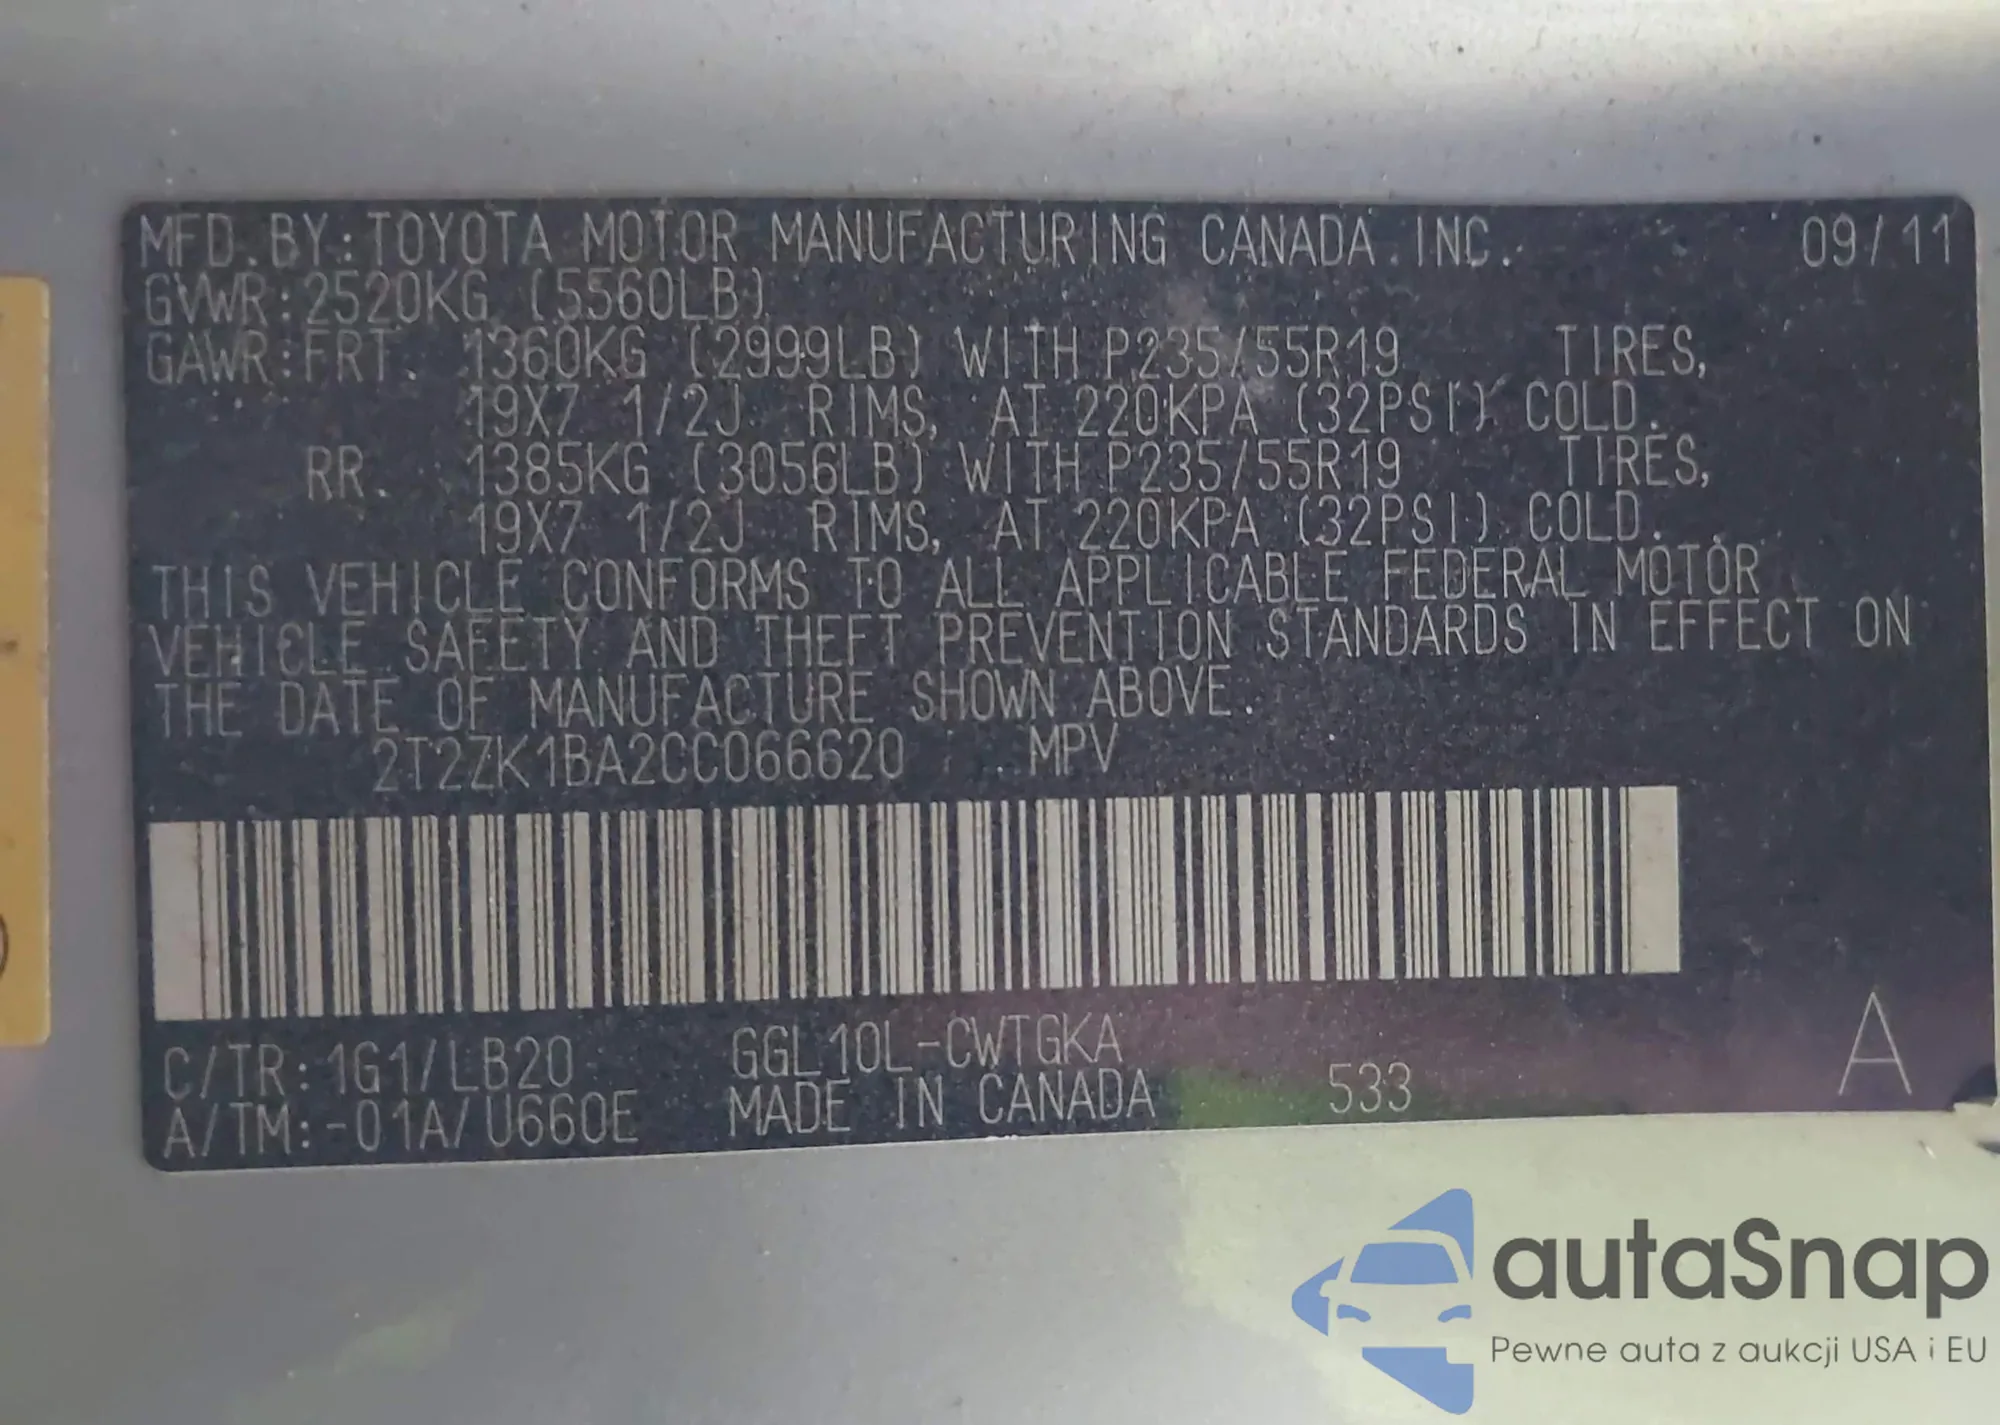 MFD. BY: TOYOTA MOTOR MANUFACTURING CANADA INC. 09/11
GVWR: 2520KG (5560LB)
GAWR: FRT. 1360KG (2999LB) WITH P235/55R19 TIRES,
19X7 1/2J RIMS, AT 220KPA (32PSI) COLD.
RR. 1385KG (3056LB) WITH P235/55R19 TIRES,
19X7 1/2J RIMS, AT 220KPA (32PSI) COLD.
THIS VEHICLE CONFORMS TO ALL APPLICABLE FEDERAL MOTOR
VEHICLE SAFETY AND THEFT PREVENTION STANDARDS IN EFFECT ON
THE DATE OF MANUFACTURE SHOWN ABOVE.
2T2ZK1BA2CC066620 MPV
C/TR: 1G1/LB20 GGL10L-CWTGKA
A/TM: -01A/U660E MADE IN CANADA 533 A
autaSnap
Pewne auta z aukcji USA i EU